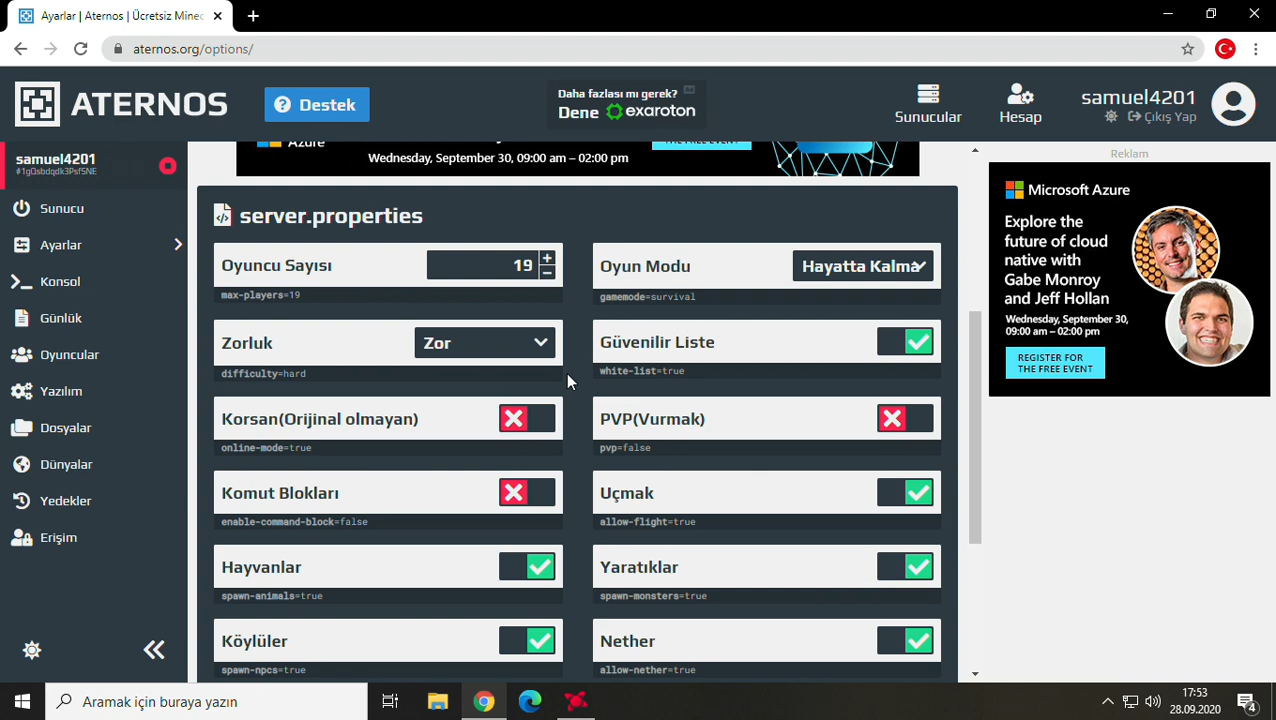 Ayarlar | Aternos | Ücretsiz Minec
aternos.org/options/
ATERNOS
Destek
Daha fazlası mı gerek?
Ad
Dene exaroton
Sunucular
Hesap
samuel4201
Çıkış Yap
samuel4201
Sunucu
Ayarlar
Konsol
Günlük
Oyuncular
Yazılım
Dosyalar
Dünyalar
Yedekler
Erişim
Azure
Wednesday, September 30, 09:00 am – 02:00 pm
THE FREE EVENT
server.properties
Oyuncu Sayısı
19
max-players=19
Oyun Modu
Hayatta Kalma
gamemode=survival
Zorluk
Zor
difficulty=hard
Güvenilir Liste
white-list=true
Korsan(Orijinal olmayan)
online-mode=true
PVP(Vurmak)
pvp=false
Komut Blokları
enable-command-block=false
Uçmak
allow-flight=true
Hayvanlar
spawn-animals=true
Yaratıklar
spawn-monsters=true
Köylüler
spawn-npcs=true
Nether
allow-nether=true
Reklam
Microsoft Azure
Explore the
future of cloud
native with
Gabe Monroy
and Jeff Hollan
Wednesday, September 30,
09:00 am – 02:00 pm
REGISTER FOR
THE FREE EVENT
Aramak için buraya yazın
17:53
28.09.2020
4